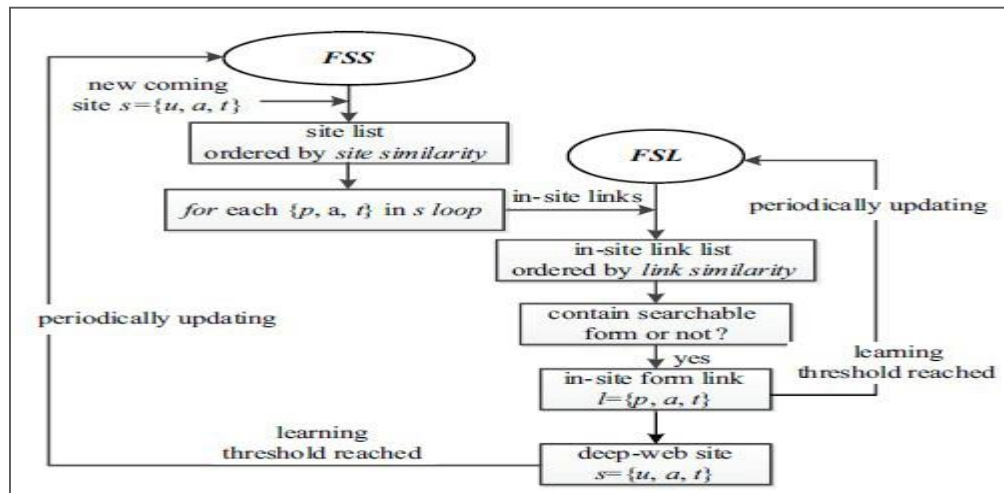 FSS
new coming
site s={u, a, t}
site list
ordered by site similarity
FSL
for each {p, a, t} in s loop
in-site links
periodically updating
in-site link list
ordered by link similarity
contain searchable
form or not?
periodically updating
yes
learning
threshold reached
in-site form link
l={p, a, t}
learning
threshold reached
deep-web site
s={u, a, t}